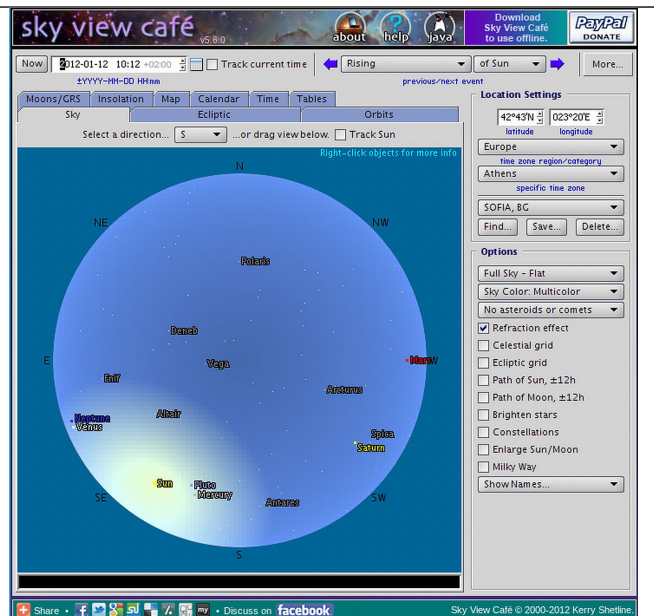 sky view café v5.6.0
about help java
Download
Sky View Café
to use offline.
PayPal
DONATE
Now 2012-01-12 10:12 +02:00 Track current time Rising of Sun More...
±YYYY-MM-DD HH:mm previous/next event
Moons/GRS Insolation Map Calendar Time Tables
Sky Ecliptic Orbits
Select a direction... S ...or drag view below. Track Sun
Right-click objects for more info
N
NE NW
Polaris
Deneb
E Vega Mars W
Enif Arcturus
Altair
Neptune
Venus
Spica
Saturn
Sun Pluto
Mercury
SE Antares SW
S
Location Settings
42°43'N 023°20'E
latitude longitude
Europe
time zone region/category
Athens
specific time zone
SOFIA, BG
Find... Save... Delete...
Options
Full Sky - Flat
Sky Color: Multicolor
No asteroids or comets
Refraction effect
Celestial grid
Ecliptic grid
Path of Sun, ±12h
Path of Moon, ±12h
Brighten stars
Constellations
Enlarge Sun/Moon
Milky Way
Show Names...
Share • my • Discuss on facebook. Sky View Café © 2000-2012 Kerry Shetline.